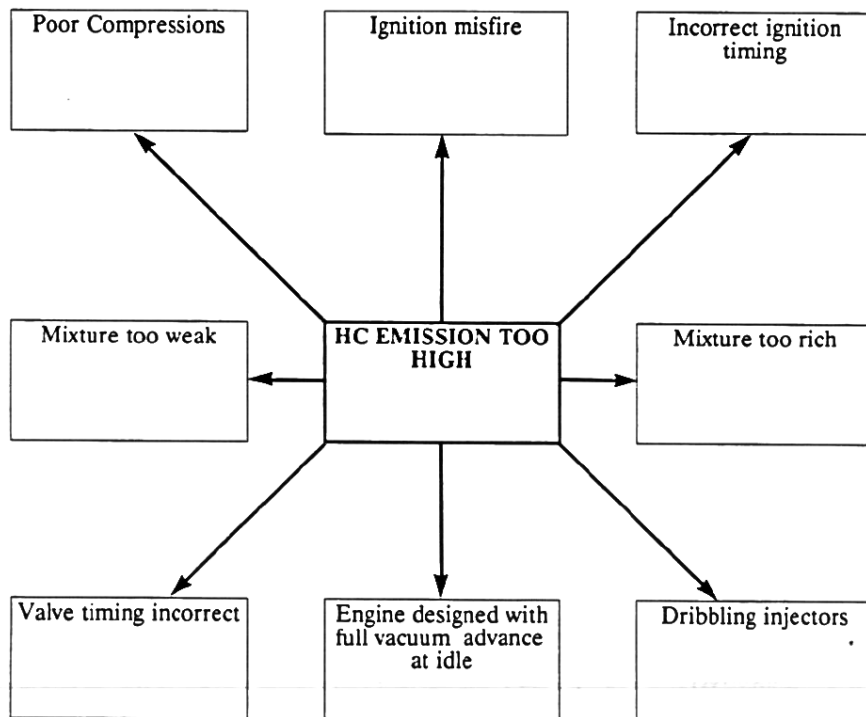 Poor Compressions
Ignition misfire
Incorrect ignition
timing
Mixture too weak
HC EMISSION TOO
HIGH
Mixture too rich
Valve timing incorrect
Engine designed with
full vacuum advance
at idle
Dribbling injectors